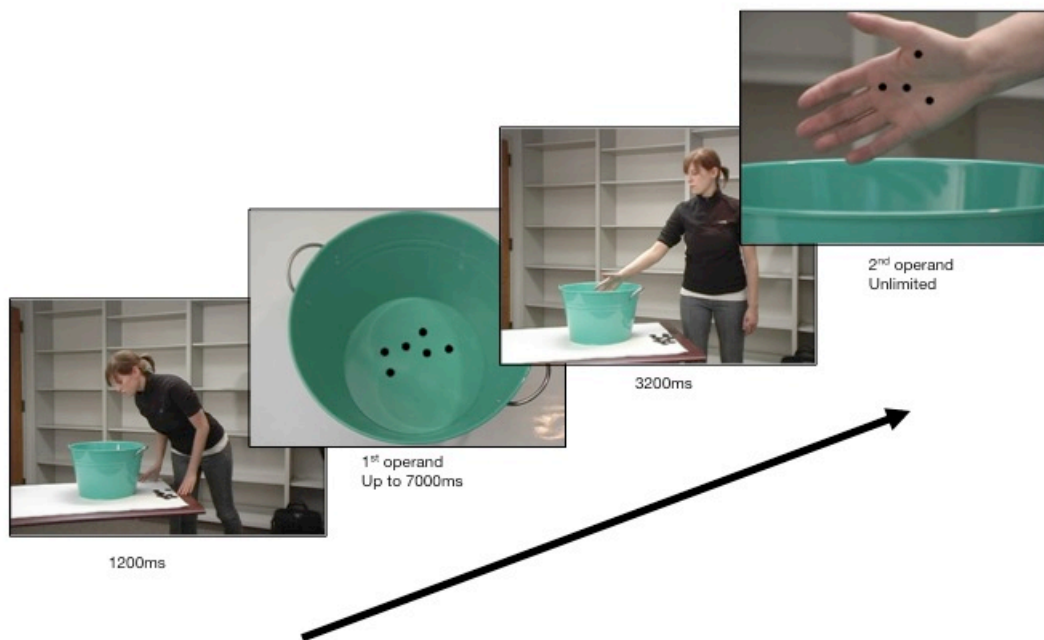 1200ms
1st operand
Up to 7000ms
3200ms
2nd operand
Unlimited